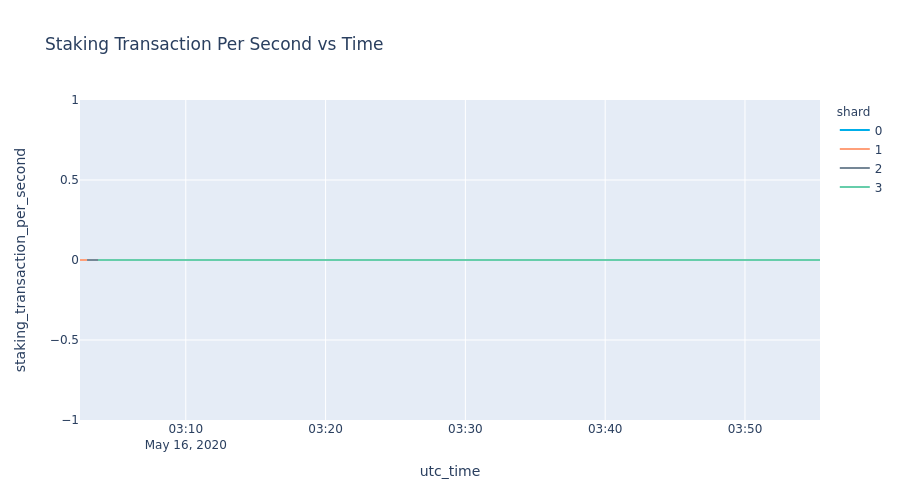 Staking Transaction Per Second vs Time
staking_transaction_per_second
1
0.5
0
−0.5
−1
03:10
03:20
03:30
03:40
03:50
May 16, 2020
utc_time
shard
0
1
2
3